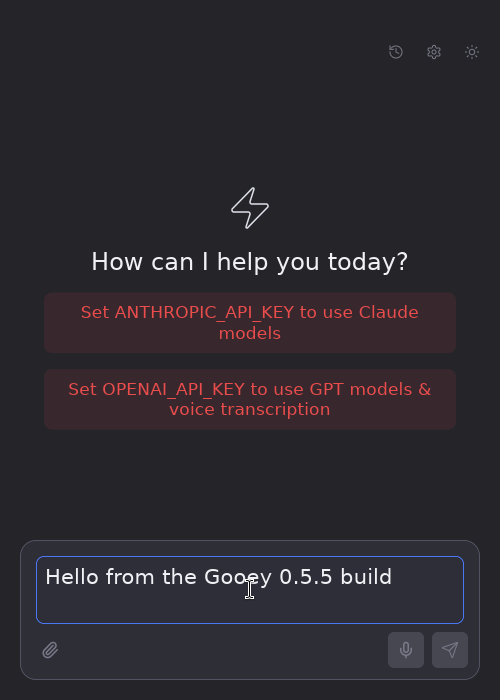 How can I help you today?
Set ANTHROPIC_API_KEY to use Claude
models
Set OPENAI_API_KEY to use GPT models &
voice transcription
Hello from the Gooey 0.5.5 build